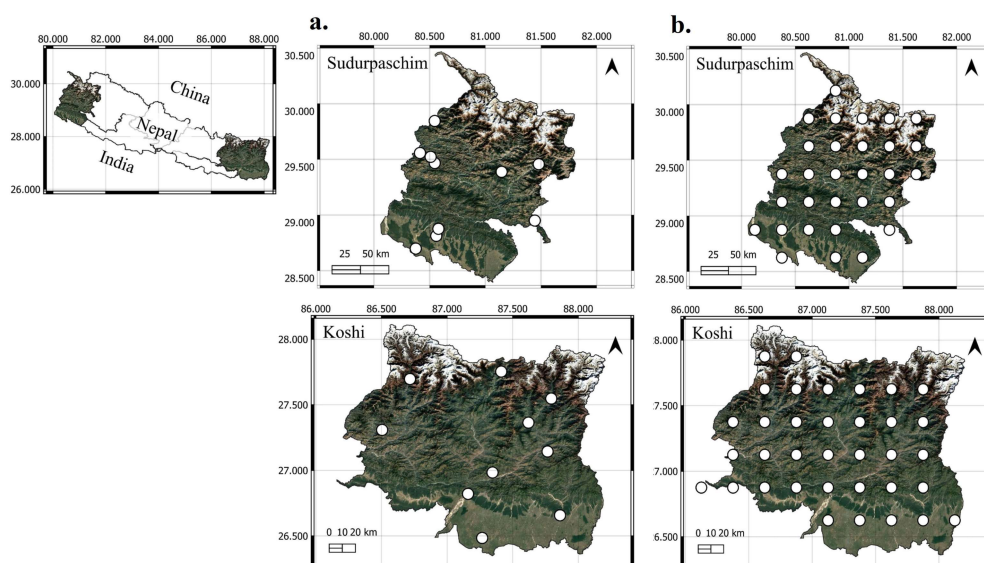 a.
b.
80.000 82.000 84.000 86.000 88.000
30.000
28.000
26.000
China
Nepal
India
80.000 80.500 81.000 81.500 82.000
30.500
30.000
29.500
29.000
28.500
Sudurpaschim
25 50 km
80.000 80.500 81.000 81.500 82.000
30.500
30.000
29.500
29.000
28.500
Sudurpaschim
25 50 km
86.000 86.500 87.000 87.500 88.000
28.000
27.500
27.000
26.500
Koshi
0 10 20 km
86.000 87.000 87.500 88.000
8.000
7.500
7.000
6.500
Koshi
0 10 20 km